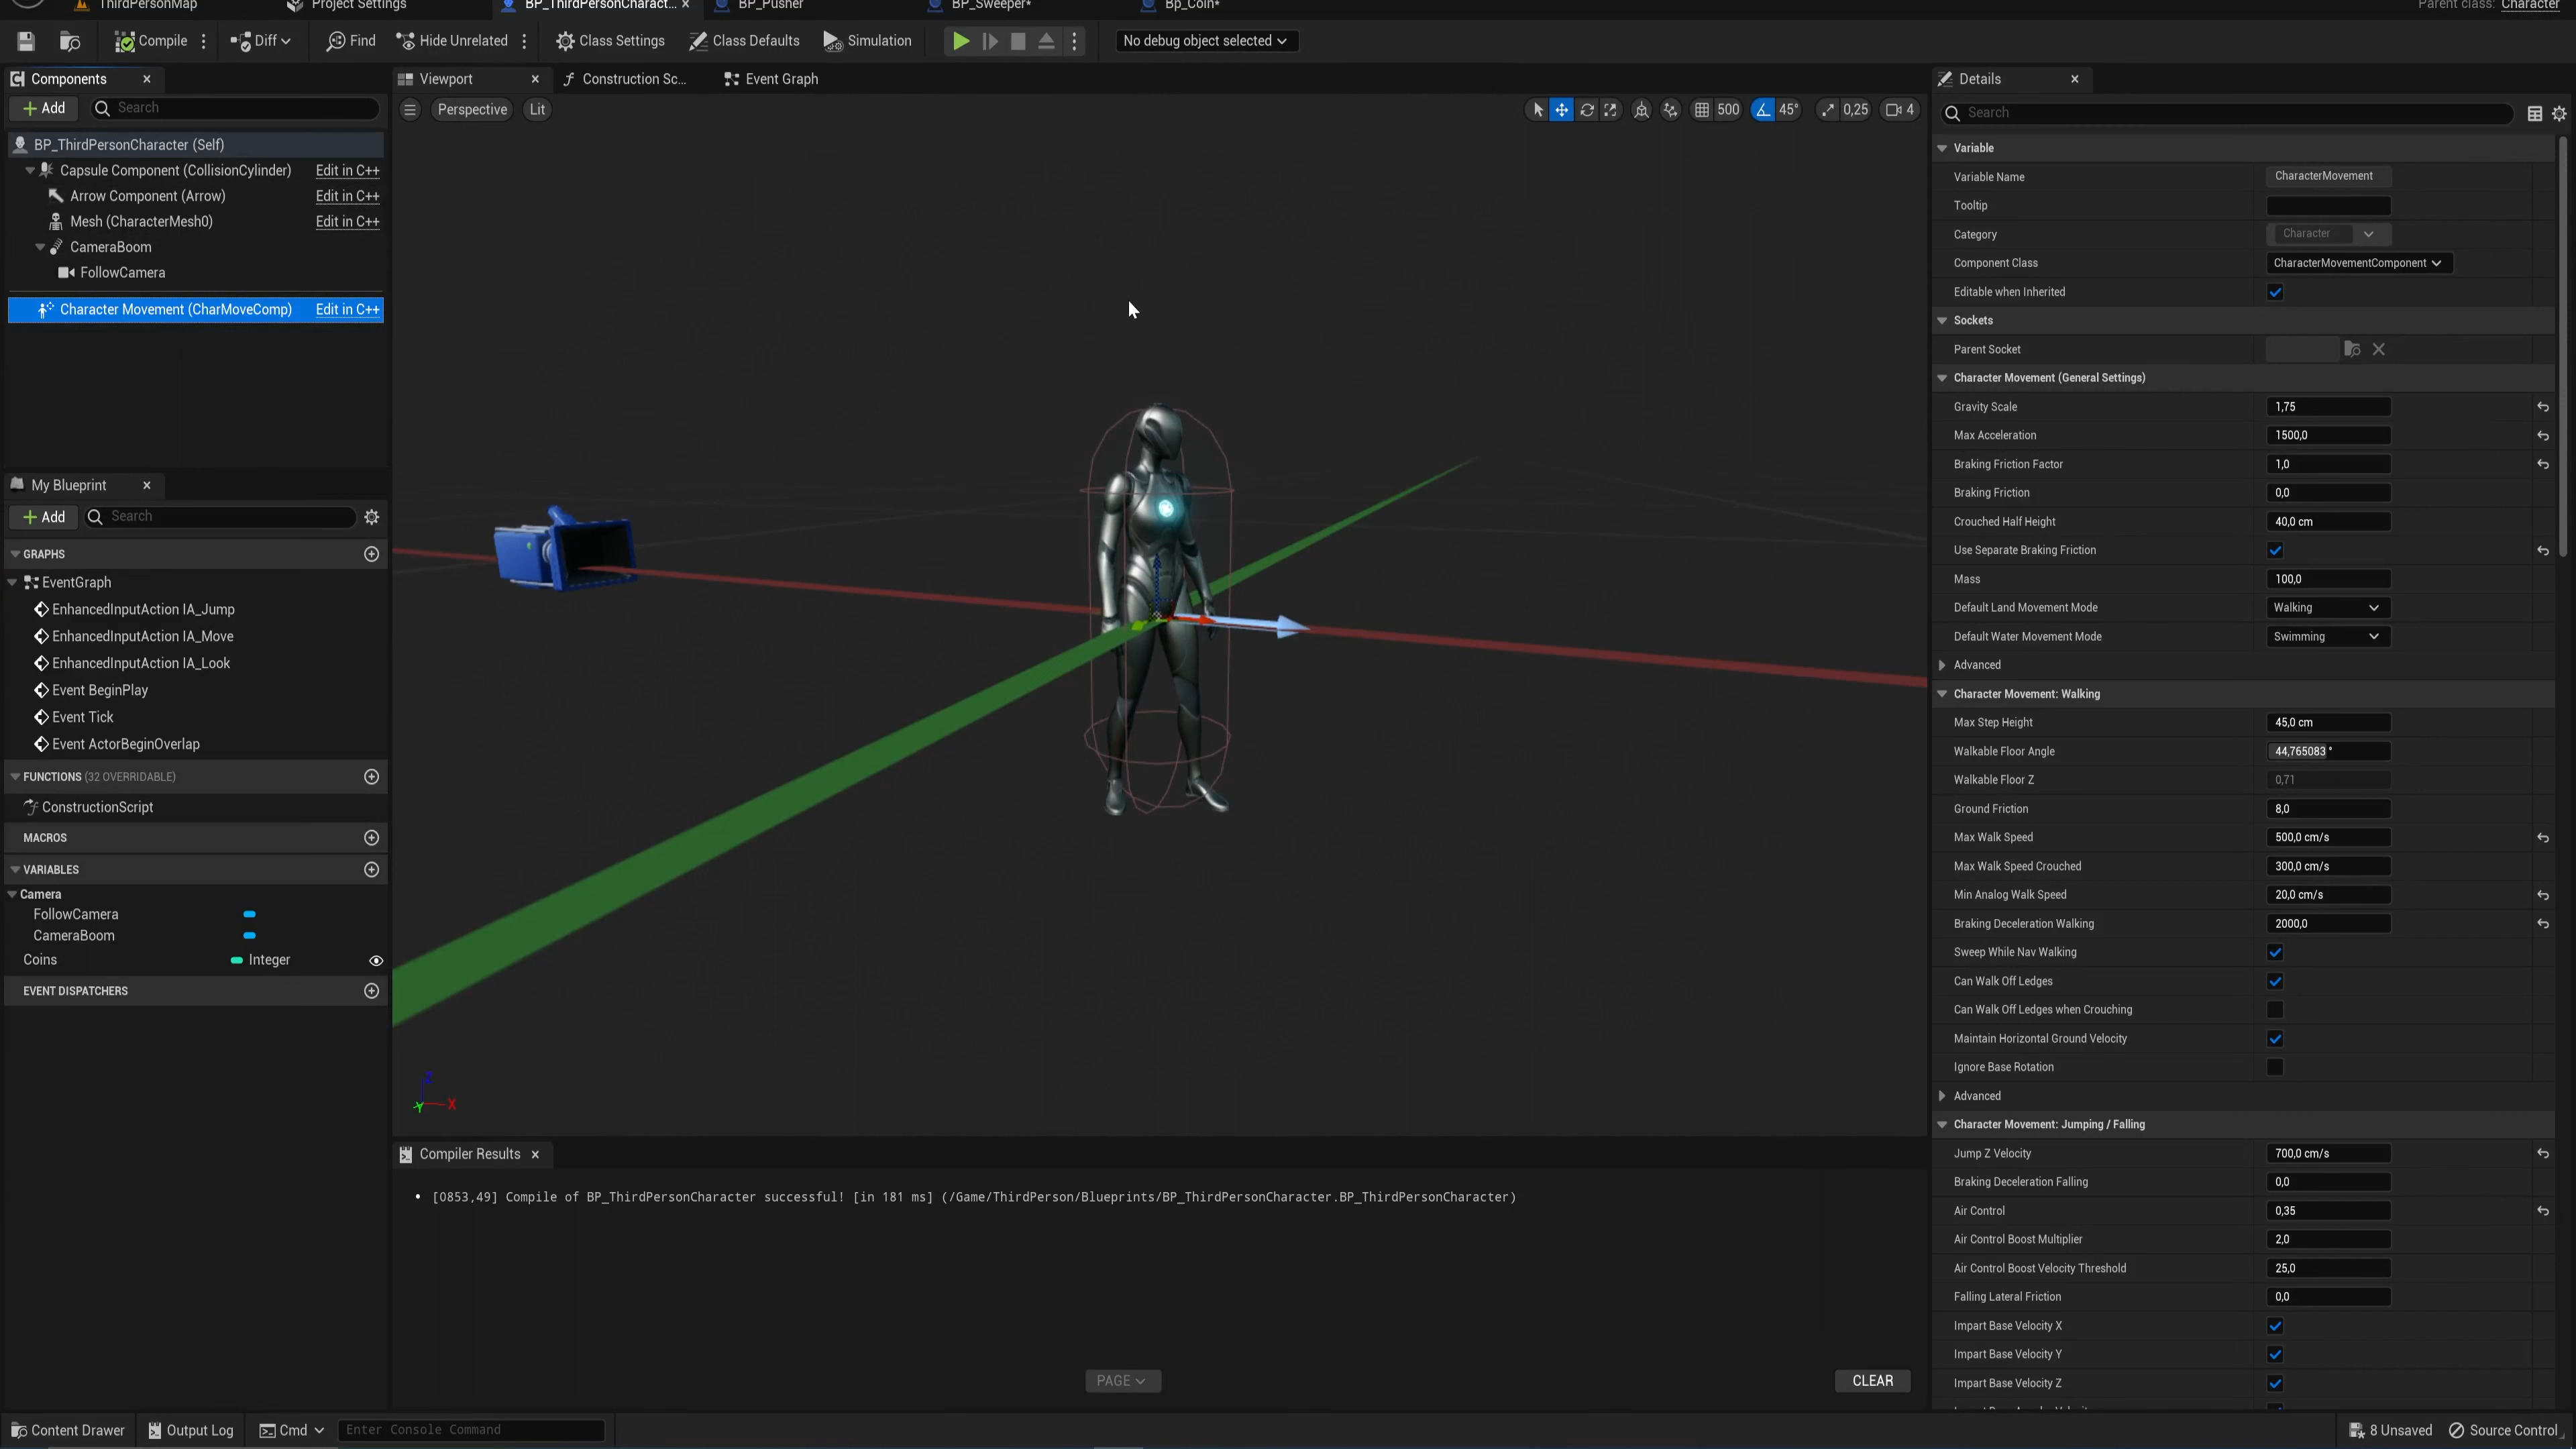 ThirdPersonMap
Project Settings
BP_ThirdPersonCharact...
BP_Pusher
BP_Sweeper*
Bp_Coin*
Parent class: Character
Compile
Diff
Find
Hide Unrelated
Class Settings
Class Defaults
Simulation
No debug object selected
Components
Add
Search
BP_ThirdPersonCharacter (Self)
Capsule Component (CollisionCylinder) Edit in C++
Arrow Component (Arrow) Edit in C++
Mesh (CharacterMesh0) Edit in C++
CameraBoom
FollowCamera
Character Movement (CharMoveComp) Edit in C++
My Blueprint
Add
Search
GRAPHS
EventGraph
EnhancedInputAction IA_Jump
EnhancedInputAction IA_Move
EnhancedInputAction IA_Look
Event BeginPlay
Event Tick
Event ActorBeginOverlap
FUNCTIONS (32 OVERRIDABLE)
ConstructionScript
MACROS
VARIABLES
Camera
FollowCamera
CameraBoom
Coins Integer
EVENT DISPATCHERS
Viewport
Construction Sc...
Event Graph
Perspective
Lit
500
45°
0,25
4
Z
Y
X
Compiler Results
• [0853,49] Compile of BP_ThirdPersonCharacter successful! [in 181 ms] (/Game/ThirdPerson/Blueprints/BP_ThirdPersonCharacter.BP_ThirdPersonCharacter)
PAGE
CLEAR
Details
Search
Variable
Variable Name CharacterMovement
Tooltip
Category Character
Component Class CharacterMovementComponent
Editable when Inherited
Sockets
Parent Socket
Character Movement (General Settings)
Gravity Scale 1,75
Max Acceleration 1500,0
Braking Friction Factor 1,0
Braking Friction 0,0
Crouched Half Height 40,0 cm
Use Separate Braking Friction
Mass 100,0
Default Land Movement Mode Walking
Default Water Movement Mode Swimming
Advanced
Character Movement: Walking
Max Step Height 45,0 cm
Walkable Floor Angle 44,765083 °
Walkable Floor Z 0,71
Ground Friction 8,0
Max Walk Speed 500,0 cm/s
Max Walk Speed Crouched 300,0 cm/s
Min Analog Walk Speed 20,0 cm/s
Braking Deceleration Walking 2000,0
Sweep While Nav Walking
Can Walk Off Ledges
Can Walk Off Ledges when Crouching
Maintain Horizontal Ground Velocity
Ignore Base Rotation
Advanced
Character Movement: Jumping / Falling
Jump Z Velocity 700,0 cm/s
Braking Deceleration Falling 0,0
Air Control 0,35
Air Control Boost Multiplier 2,0
Air Control Boost Velocity Threshold 25,0
Falling Lateral Friction 0,0
Impart Base Velocity X
Impart Base Velocity Y
Impart Base Velocity Z
Content Drawer
Output Log
Cmd
Enter Console Command
8 Unsaved
Source Control